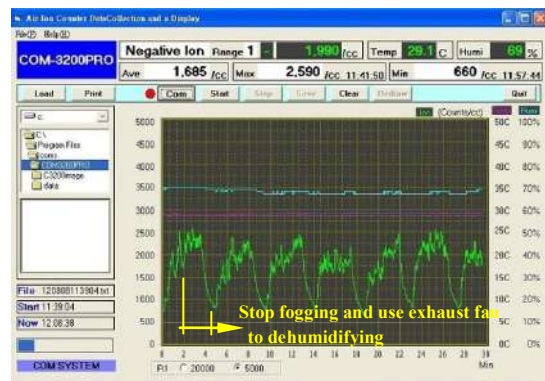 Air Ion Counter DataCollection and a Display
File(F) Help(H)
COM-3200PRO
Negative Ion Range 1 - 1.990 /cc Temp 29.1 C Humi 69 %
Ave 1,685 /cc Max 2,590 /cc 11:41:50 Min 660 /cc 11:57:44
Load Print Com Start Stop Save Clear Quit
c:
C:\
Program Files
COM3200PRO
C3200image
data
File 120808113904.txt
Start 11:39:04
Now 12:08:38
COM SYSTEM
Ion (Counts/cc)
5000 50C 100%
4500 45C 90%
4000 40C 80%
3500 35C 70%
3000 30C 60%
2500 25C 50%
2000 20C 40%
1500 15C 30%
1000 10C 20%
500 5C 10%
0 0C 0%
Stop fogging and use exhaust fan
to dehumidifying
0 2 4 6 8 10 12 14 16 18 20 22 24 26 28 30
Min
20000 5000